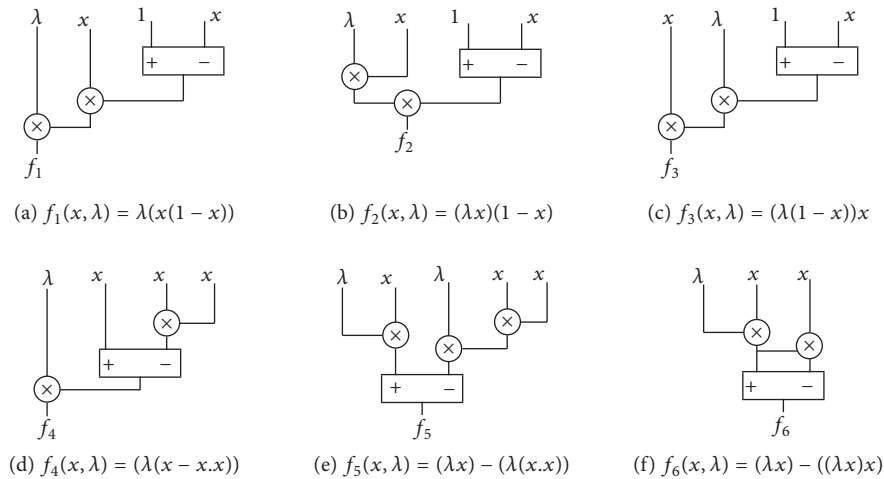 λ x 1 x
+ −
×
×
f₁
(a) f₁(x, λ) = λ(x(1 − x))
λ x 1 x
+ −
×
×
f₂
(b) f₂(x, λ) = (λx)(1 − x)
x λ 1 x
+ −
×
×
f₃
(c) f₃(x, λ) = (λ(1 − x))x
λ x x x
×
+ −
×
f₄
(d) f₄(x, λ) = (λ(x − x.x))
λ x λ x x
× ×
×
+ −
f₅
(e) f₅(x, λ) = (λx) − (λ(x.x))
λ x x
×
×
+ −
f₆
(f) f₆(x, λ) = (λx) − ((λx)x)